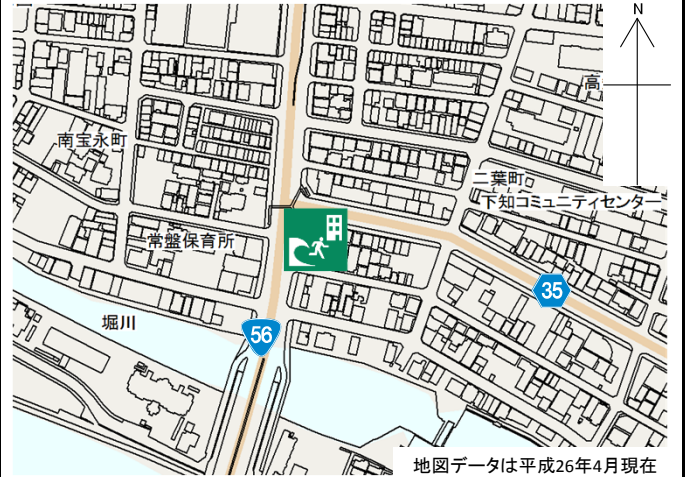 N
高
南宝永町
二葉町
下知コミュニティセンター
常盤保育所
35
堀川
56
地図データは平成26年4月現在